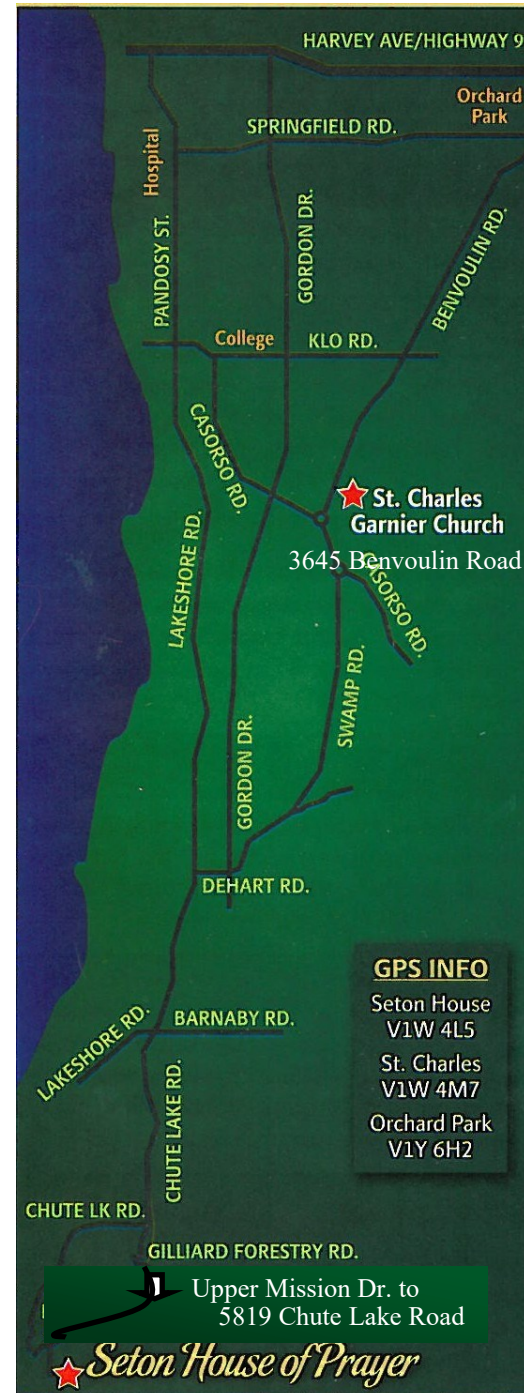 HARVEY AVE/HIGHWAY 9
Orchard
Park
SPRINGFIELD RD.
Hospital
PANDOSY ST.
GORDON DR.
BENVOULIN RD.
College
KLO RD.
CASORSO RD.
St. Charles
Garnier Church
3645 Benvoulin Road
CASORSO RD.
LAKESHORE RD.
SWAMP RD.
GORDON DR.
DEHART RD.
GPS INFO
Seton House
V1W 4L5
St. Charles
V1W 4M7
Orchard Park
V1Y 6H2
LAKESHORE RD.
BARNABY RD.
CHUTE LAKE RD.
CHUTE LK RD.
GILLIARD FORESTRY RD.
Upper Mission Dr. to
5819 Chute Lake Road
Seton House of Prayer